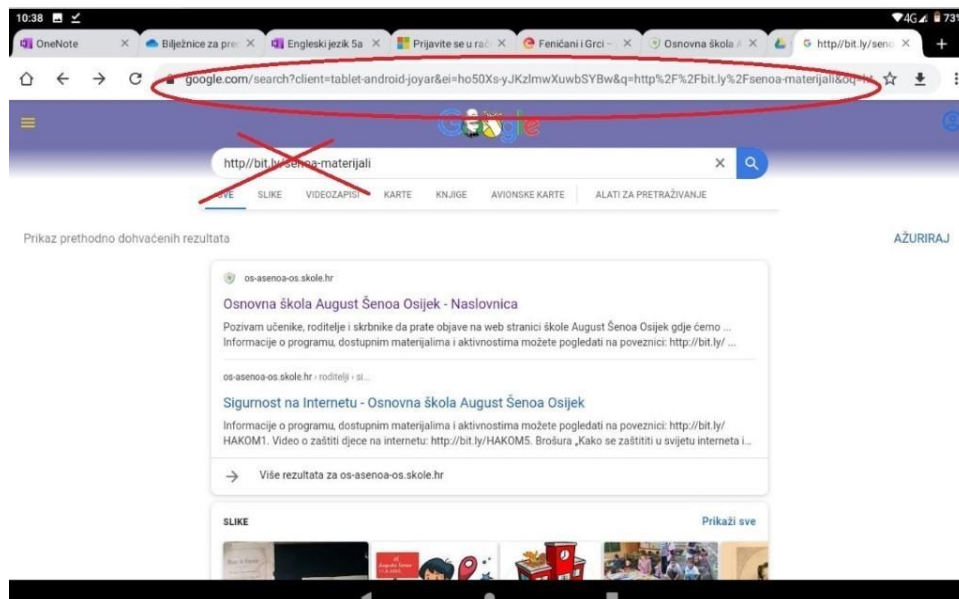 10:38 4G 73%
OneNote Bilježnice za pre Engleski jezik 5a Prijavite se u rač Feničani i Grci - Osnovna škola A http//bit.ly/seno
google.com/search?client=tablet-android-joyar&ei=ho50Xs-yJKzlmwXuwbSYBw&q=http%2F%2Fbit.ly%2Fsenoa-materijali&oq=
Google
http//bit.ly/senoa-materijali
SVE SLIKE VIDEOZAPISI KARTE KNJIGE AVIONSKE KARTE ALATI ZA PRETRAŽIVANJE
Prikaz prethodno dohvaćenih rezultata AŽURIRAJ
os-asenoa-os.skole.hr
Osnovna škola August Šenoa Osijek - Naslovnica
Pozivam učenike, roditelje i skrbnike da prate objave na web stranici škole August Šenoa Osijek gdje ćemo ...
Informacije o programu, dostupnim materijalima i aktivnostima možete pogledati na poveznici: http://bit.ly/ ...
os-asenoa-os.skole.hr › roditelji › si...
Sigurnost na Internetu - Osnovna škola August Šenoa Osijek
Informacije o programu, dostupnim materijalima i aktivnostima možete pogledati na poveznici: http://bit.ly/
HAKOM1. Video o zaštiti djece na internetu: http://bit.ly/HAKOM5. Brošura „Kako se zaštititi u svijetu interneta i...
Više rezultata za os-asenoa-os.skole.hr
SLIKE Prikaži sve